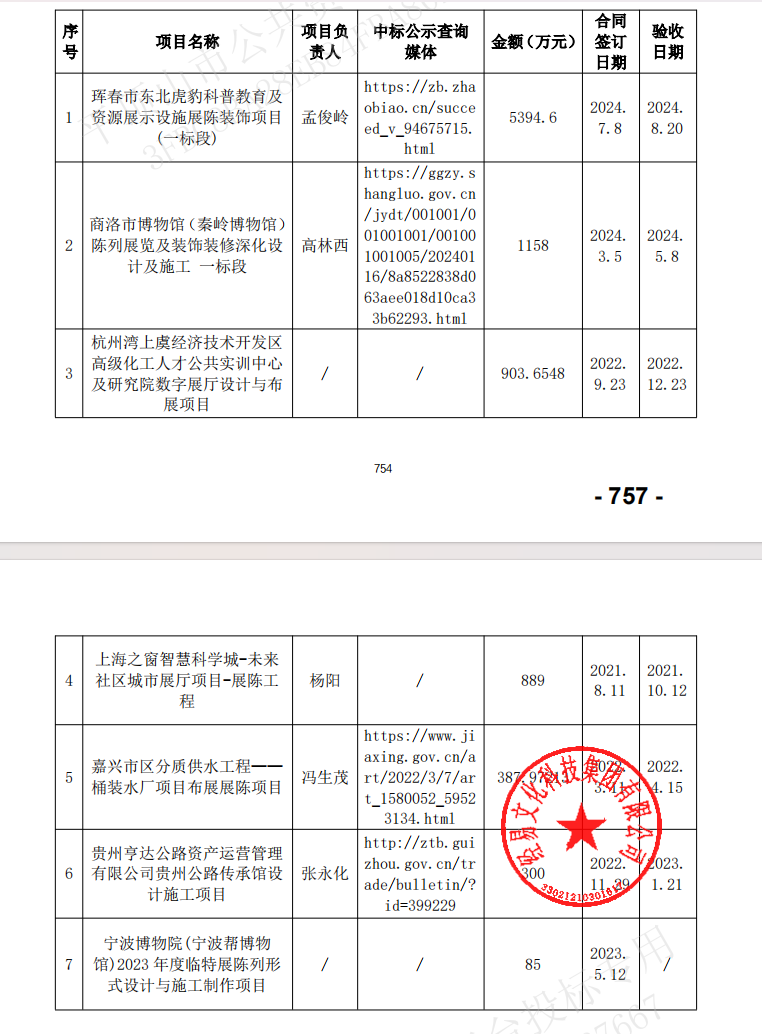 序号 项目名称 项目负责人 中标公示查询媒体 金额（万元） 合同签订日期 验收日期
1 珲春市东北虎豹科普教育及资源展示设施展陈装饰项目(一标段) 孟俊岭 https://zb.zhaobiao.cn/succeed_v_94675715.html 5394.6 2024.7.8 2024.8.20
2 商洛市博物馆（秦岭博物馆）陈列展览及装饰装修深化设计及施工 一标段 高林西 https://ggzy.shangluo.gov.cn/jydt/001001/001001001/001001001005/20240116/8a8522838d063aee018d10ca33b62293.html 1158 2024.3.5 2024.5.8
3 杭州湾上虞经济技术开发区高级化工人才公共实训中心及研究院数字展厅设计与布展项目 / / 903.6548 2022.9.23 2022.12.23
754
- 757 -
4 上海之窗智慧科学城-未来社区城市展厅项目-展陈工程 杨阳 / 889 2021.8.11 2021.10.12
5 嘉兴市区分质供水工程——桶装水厂项目布展展陈项目 冯生茂 https://www.jiaxing.gov.cn/art/2022/3/7/art_1580052_59523134.html 2022.3.11 2022.4.15
6 贵州亨达公路资产运营管理有限公司贵州公路传承馆设计施工项目 张永化 http://ztb.guizhou.gov.cn/trade/bulletin/?id=399229 300 2022.11.29 2023.1.21
7 宁波博物院(宁波帮博物馆)2023 年度临特展陈列形式设计与施工制作项目 / / 85 2023.5.12 /
文化科技集团有限公司